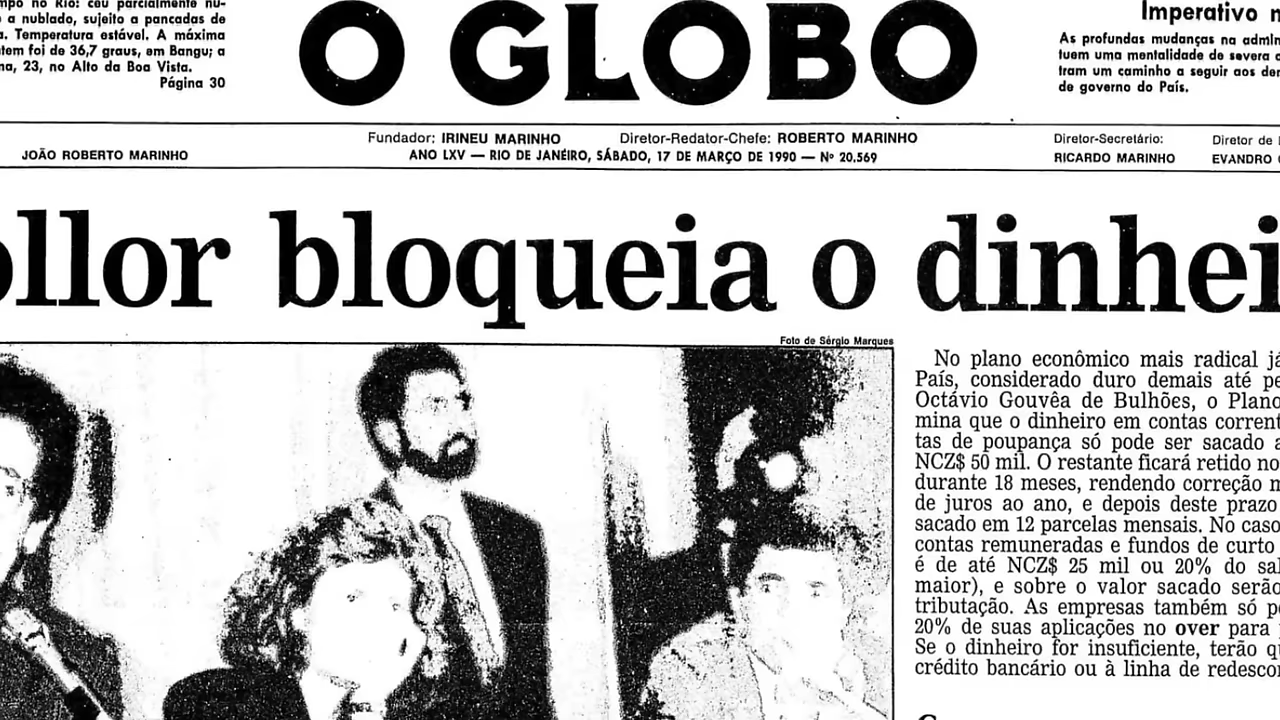 mpo no Rio: céu parcialmente nu-
a nublado, sujeito a pancadas de
a. Temperatura estável. A máxima
tem foi de 36,7 graus, em Bangu; a
na, 23, no Alto da Boa Vista.
Página 30
O GLOBO
Imperativo
As profundas mudanças na admin
tuem uma mentalidade de severa
tram um caminho a seguir aos de
de governo do País.
Fundador: IRINEU MARINHO Diretor-Redator-Chefe: ROBERTO MARINHO
JOÃO ROBERTO MARINHO
ANO LXV — RIO DE JANEIRO, SÁBADO, 17 DE MARÇO DE 1990 — Nº 20.569
Diretor-Secretário:
RICARDO MARINHO
Diretor de
EVANDRO
ollor bloqueia o dinhei
Foto de Sérgio Marques
No plano econômico mais radical já
País, considerado duro demais até pe
Octávio Gouvêa de Bulhões, o Plano
mina que o dinheiro em contas corrent
tas de poupança só pode ser sacado a
NCZ$ 50 mil. O restante ficará retido no
durante 18 meses, rendendo correção m
de juros ao ano, e depois deste prazo
sacado em 12 parcelas mensais. No caso
contas remuneradas e fundos de curto
é de até NCZ$ 25 mil ou 20% do sal
maior), e sobre o valor sacado serão
tributação. As empresas também só p
20% de suas aplicações no over para
Se o dinheiro for insuficiente, terão qu
crédito bancário ou à linha de redesco